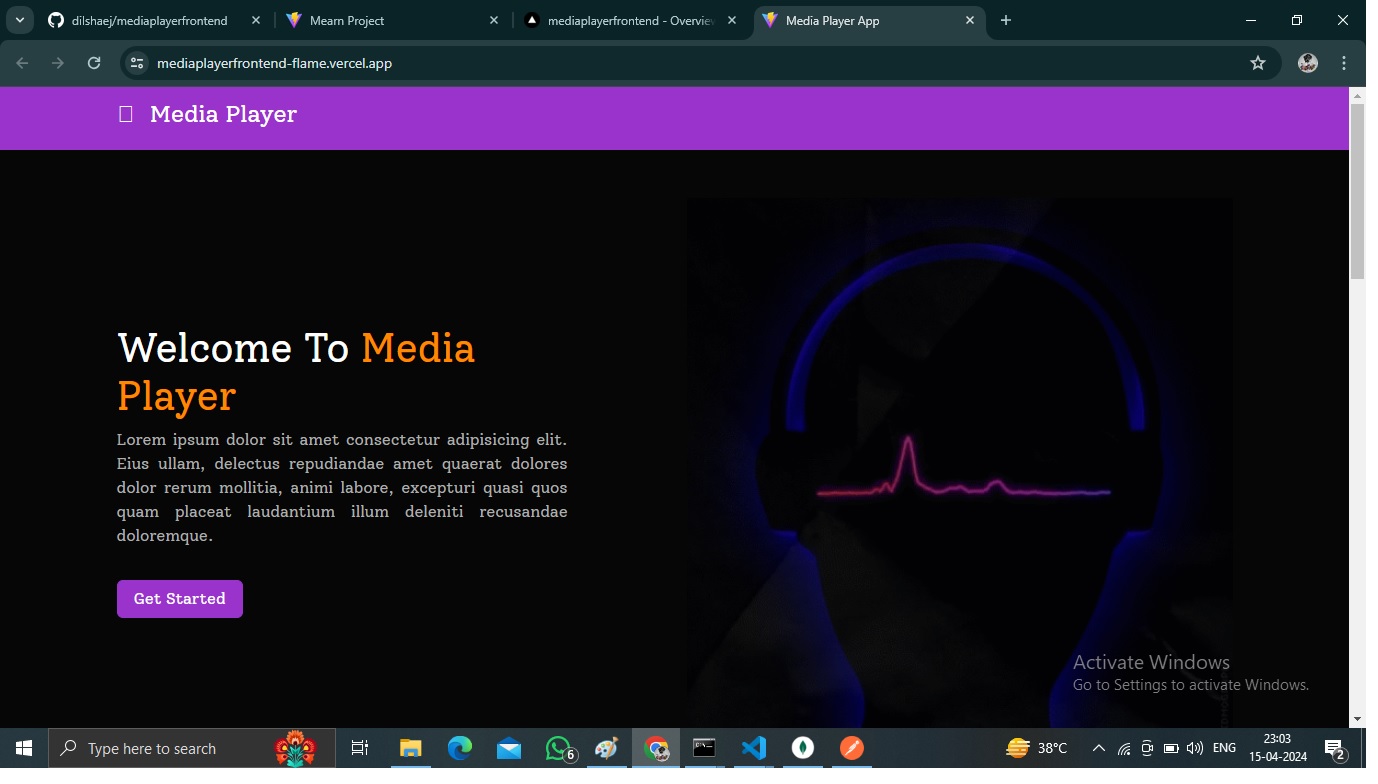 dilshaej/mediaplayerfrontend
Mearn Project
mediaplayerfrontend - Overview
Media Player App
mediaplayerfrontend-flame.vercel.app
Media Player
Welcome To Media
Player
Lorem ipsum dolor sit amet consectetur adipisicing elit.
Eius ullam, delectus repudiandae amet quaerat dolores
dolor rerum mollitia, animi labore, excepturi quasi quos
quam placeat laudantium illum deleniti recusandae
doloremque.
Get Started
Activate Windows
Go to Settings to activate Windows.
Type here to search
6
38°C
ENG
23:03
15-04-2024
2